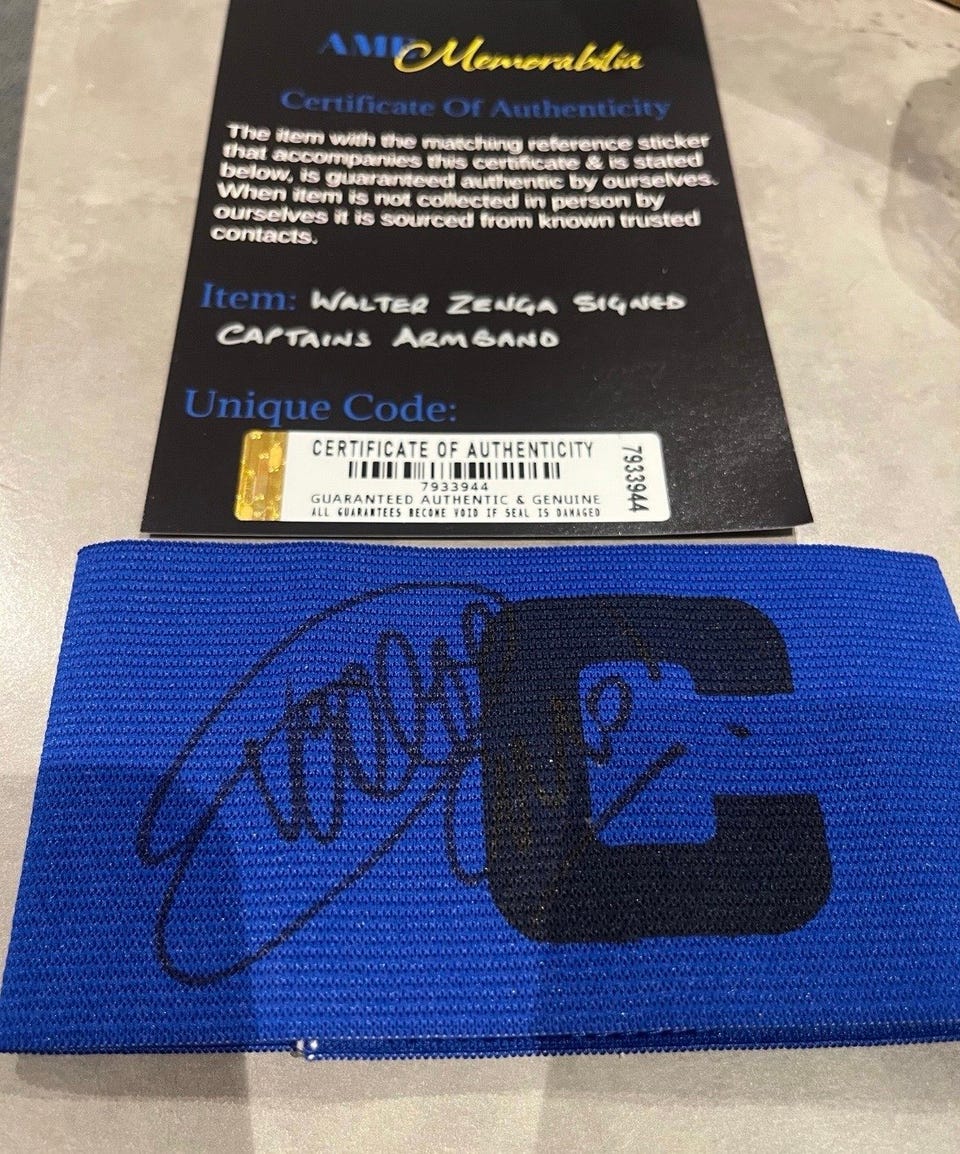 AME Memorabilia
Certificate Of Authenticity
The item with the matching reference sticker
that accompanies this certificate & is stated
below, is guaranteed authentic by ourselves.
When item is not collected in person by
ourselves it is sourced from known trusted
contacts.
Item: WALTER ZENGA SIGNED
CAPTAINS ARMBAND
Unique Code:
CERTIFICATE OF AUTHENTICITY
7933944
GUARANTEED AUTHENTIC & GENUINE
ALL GUARANTEES BECOME VOID IF SEAL IS DAMAGED
7933944
C